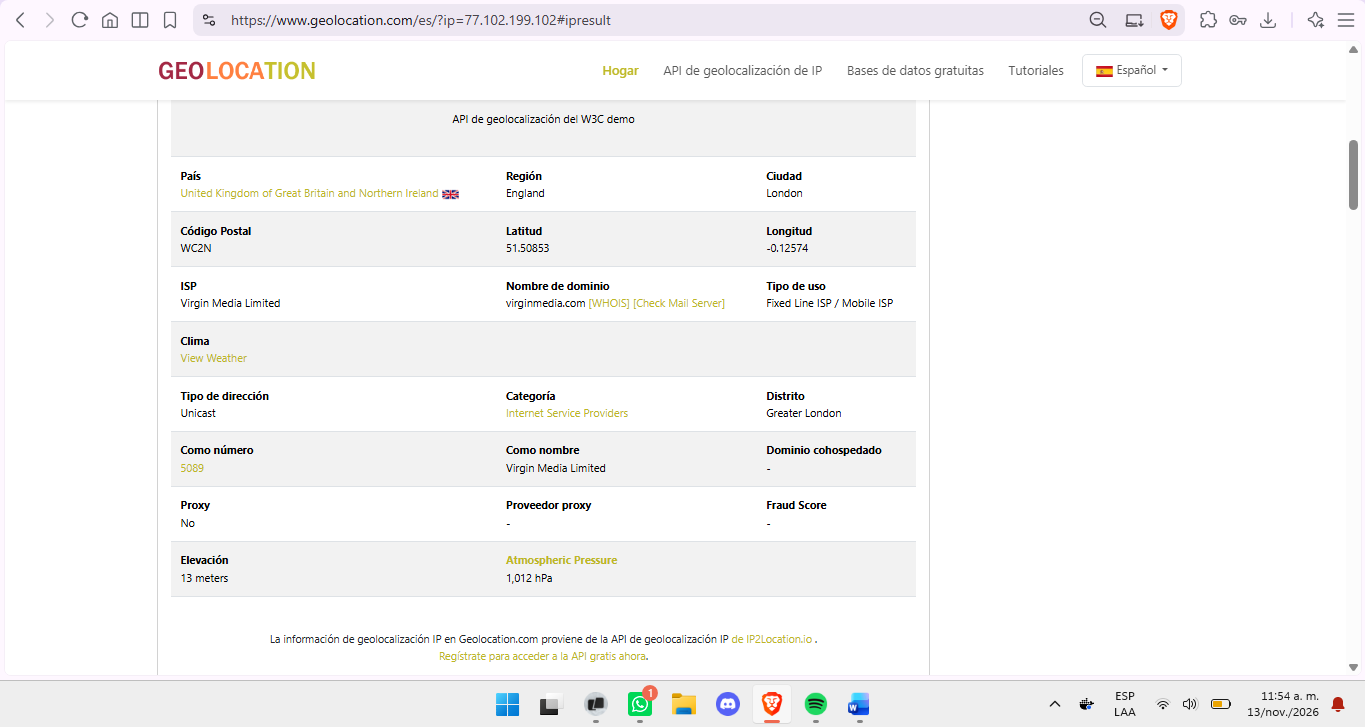 https://www.geolocation.com/es/?ip=77.102.199.102#ipresult
GEOLOCATION
Hogar
API de geolocalización de IP
Bases de datos gratuitas
Tutoriales
Español
API de geolocalización del W3C demo
País
Región
Ciudad
United Kingdom of Great Britain and Northern Ireland
England
London
Código Postal
Latitud
Longitud
WC2N
51.50853
-0.12574
ISP
Nombre de dominio
Tipo de uso
Virgin Media Limited
virginmedia.com [WHOIS] [Check Mail Server]
Fixed Line ISP / Mobile ISP
Clima
View Weather
Tipo de dirección
Categoría
Distrito
Unicast
Internet Service Providers
Greater London
Como número
Como nombre
Dominio cohospedado
5089
Virgin Media Limited
-
Proxy
Proveedor proxy
Fraud Score
No
-
-
Elevación
Atmospheric Pressure
13 meters
1,012 hPa
La información de geolocalización IP en Geolocation.com proviene de la API de geolocalización IP de IP2Location.io .
Regístrate para acceder a la API gratis ahora.
1
W
ESP
LAA
11:54 a. m.
13/nov./2026